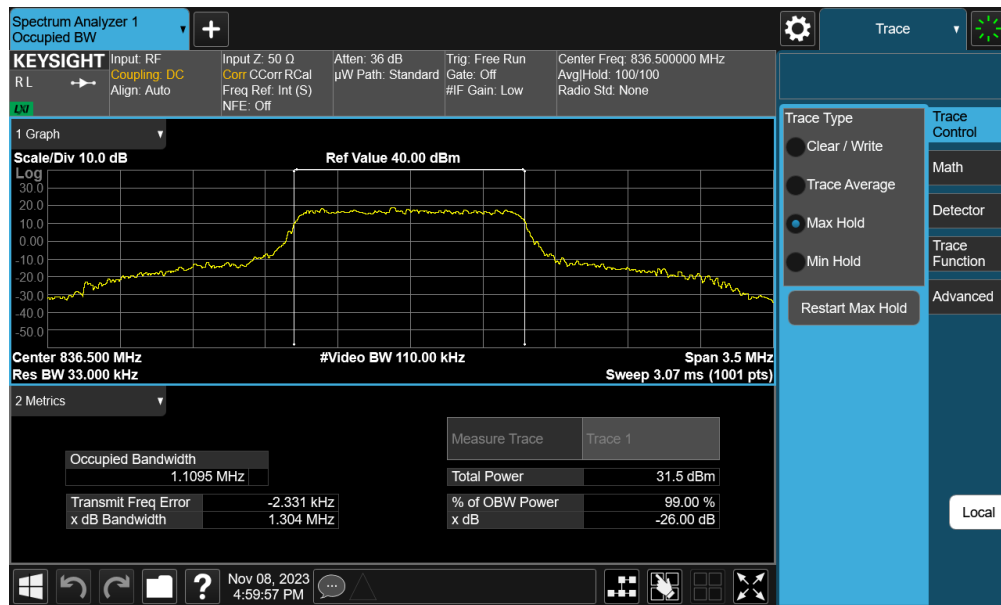 Spectrum Analyzer 1
Occupied BW
Trace
KEYSIGHT
RL
LXI
Input: RF
Coupling: DC
Align: Auto
Input Z: 50 Ω
Corr CCorr RCal
Freq Ref: Int (S)
NFE: Off
Atten: 36 dB
µW Path: Standard
Trig: Free Run
Gate: Off
#IF Gain: Low
Center Freq: 836.500000 MHz
Avg|Hold: 100/100
Radio Std: None
1 Graph
Scale/Div 10.0 dB
Ref Value 40.00 dBm
Log
30.0
20.0
10.0
0.00
-10.0
-20.0
-30.0
-40.0
-50.0
Center 836.500 MHz
#Video BW 110.00 kHz
Span 3.5 MHz
Res BW 33.000 kHz
Sweep 3.07 ms (1001 pts)
2 Metrics
Measure Trace
Trace 1
Occupied Bandwidth
1.1095 MHz
Total Power
31.5 dBm
Transmit Freq Error
-2.331 kHz
% of OBW Power
99.00 %
x dB Bandwidth
1.304 MHz
x dB
-26.00 dB
Trace Type
Clear / Write
Trace Average
Max Hold
Min Hold
Restart Max Hold
Trace
Control
Math
Detector
Trace
Function
Advanced
Local
?
Nov 08, 2023
4:59:57 PM